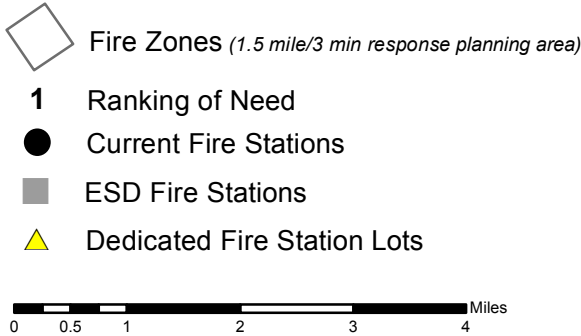 Fire Zones (1.5 mile/3 min response planning area)
1 Ranking of Need
Current Fire Stations
ESD Fire Stations
Dedicated Fire Station Lots
Miles
0 0.5 1 2 3 4